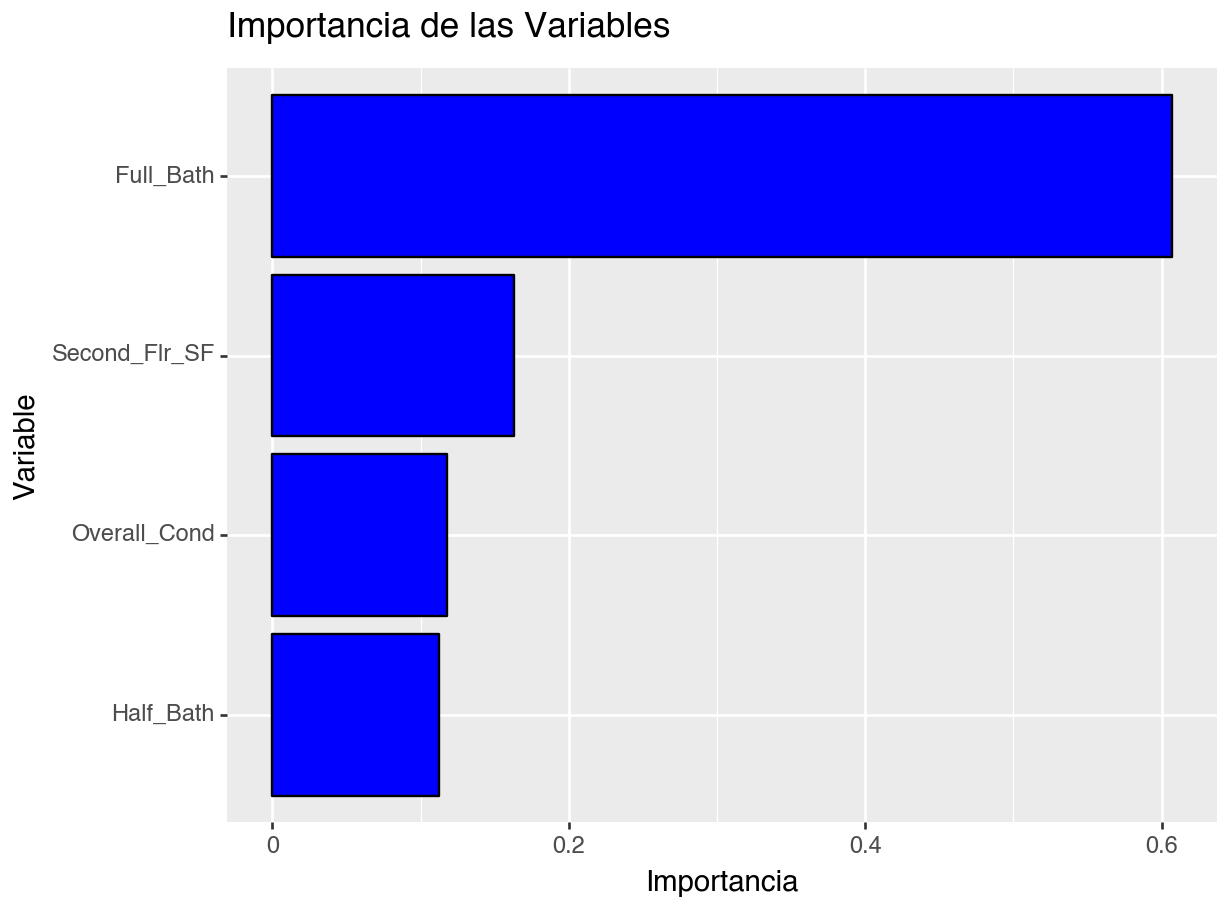 Importancia de las Variables
Full_Bath
Second_Flr_SF
Overall_Cond
Half_Bath
Variable
0
0.2
0.4
0.6
Importancia